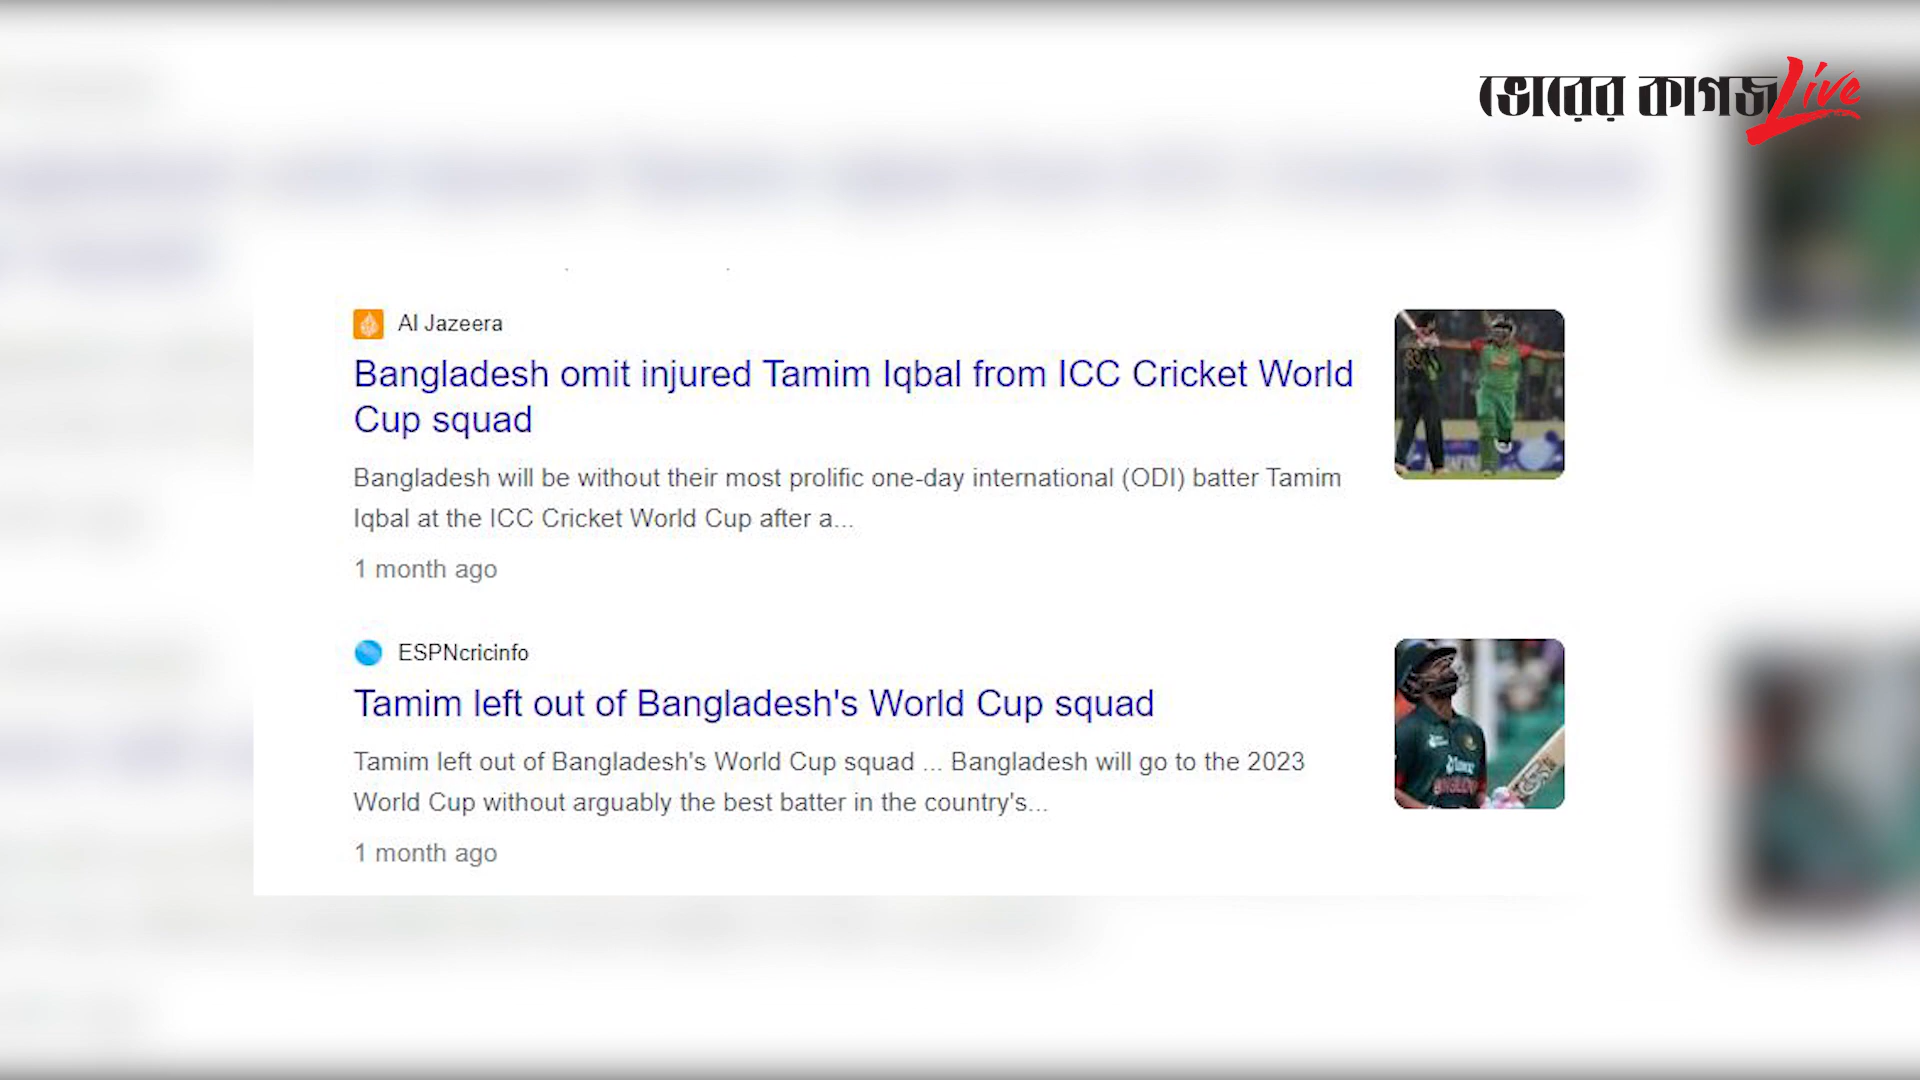 ভোরের কাগজ Live
Al Jazeera
Bangladesh omit injured Tamim Iqbal from ICC Cricket World
Cup squad
Bangladesh will be without their most prolific one-day international (ODI) batter Tamim
Iqbal at the ICC Cricket World Cup after a...
1 month ago
ESPNcricinfo
Tamim left out of Bangladesh's World Cup squad
Tamim left out of Bangladesh's World Cup squad ... Bangladesh will go to the 2023
World Cup without arguably the best batter in the country's...
1 month ago